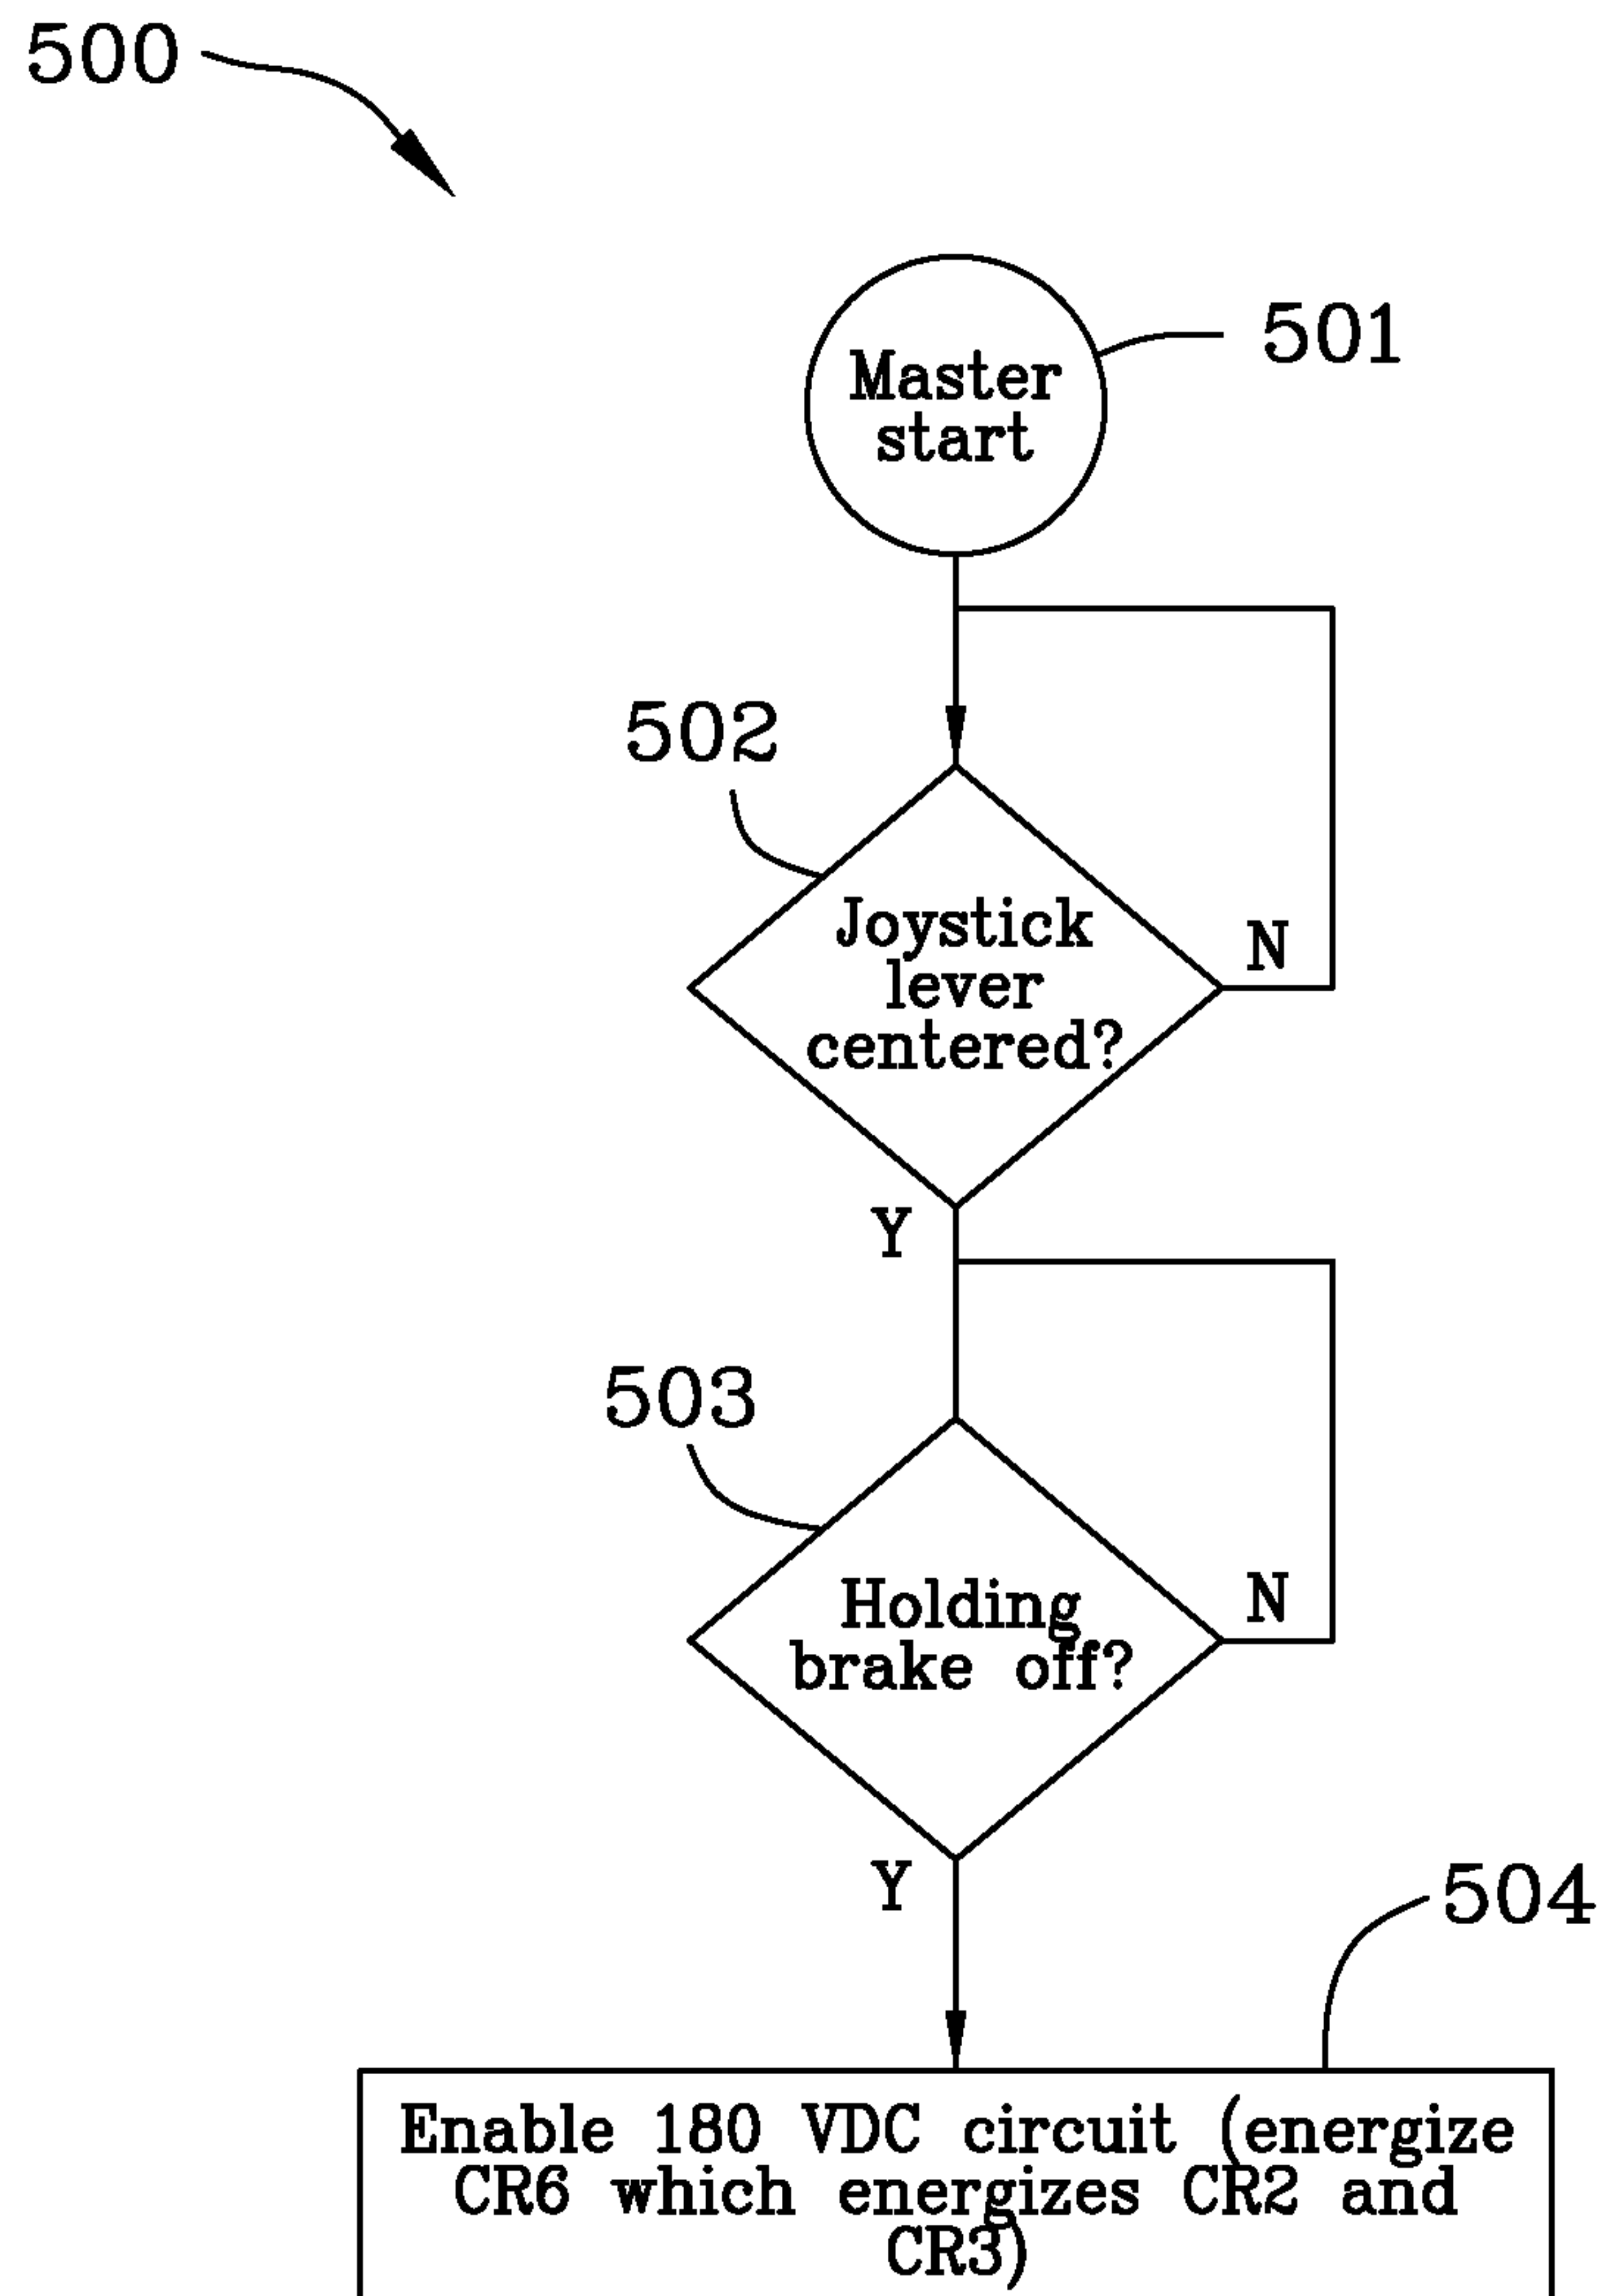 500
501
Master
start
502
Joystick
lever
centered?
N
Y
503
Holding
brake off?
N
Y
504
Enable 180 VDC circuit (energize
CR6 which energizes CR2 and
CR3)